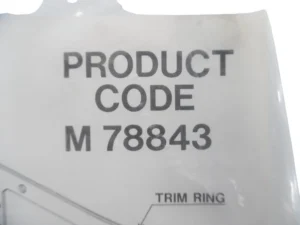 PRODUCT
CODE
M 78843
TRIM RING